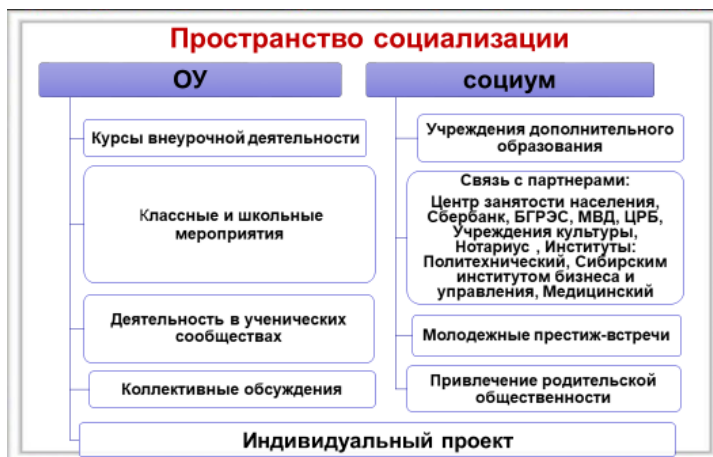 Пространство социализации
ОУ
Курсы внеурочной деятельности
Классные и школьные
мероприятия
Деятельность в ученических
сообществах
Коллективные обсуждения
социум
Учреждения дополнительного
образования
Связь с партнерами:
Центр занятости населения,
Сбербанк, БГРЭС, МВД, ЦРБ,
Учреждения культуры,
Нотариус , Институты:
Политехнический, Сибирским
институтом бизнеса и
управления, Медицинский
Молодежные престиж-встречи
Привлечение родительской
общественности
Индивидуальный проект